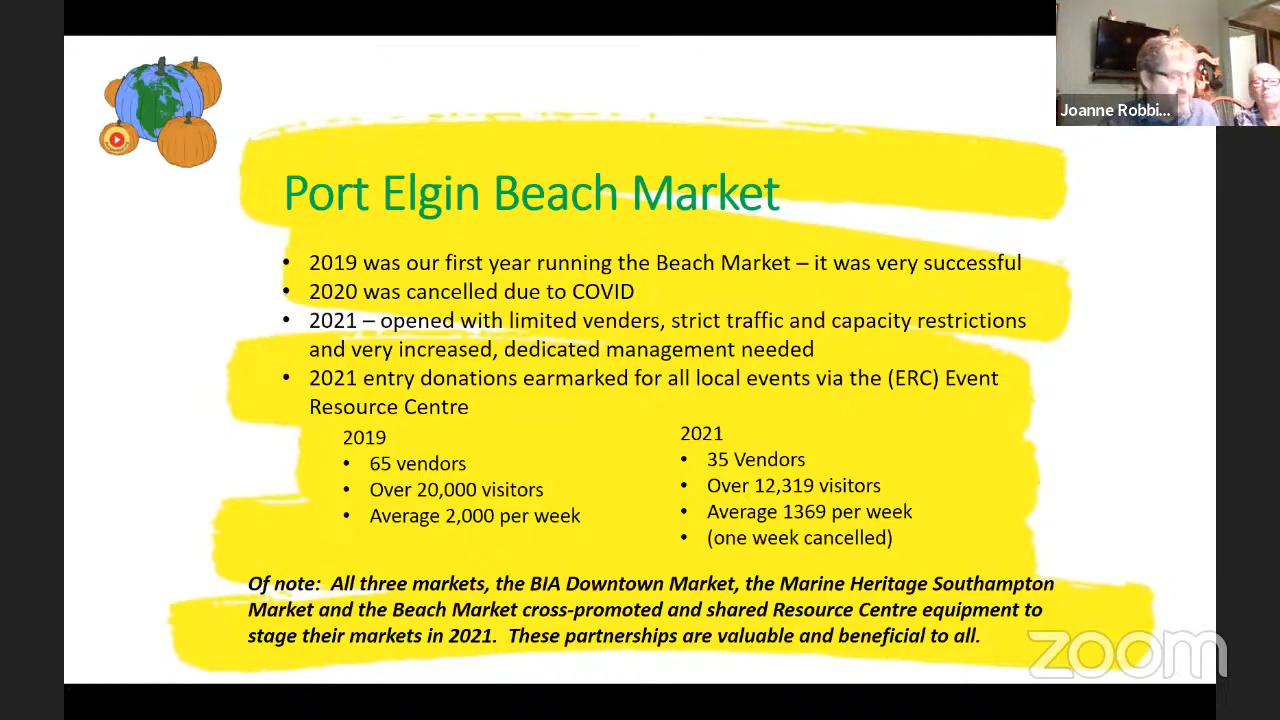 Joanne Robbi...
Port Elgin Beach Market
• 2019 was our first year running the Beach Market – it was very successful
• 2020 was cancelled due to COVID
• 2021 – opened with limited venders, strict traffic and capacity restrictions
and very increased, dedicated management needed
• 2021 entry donations earmarked for all local events via the (ERC) Event
Resource Centre
2019
• 65 vendors
• Over 20,000 visitors
• Average 2,000 per week
2021
• 35 Vendors
• Over 12,319 visitors
• Average 1369 per week
• (one week cancelled)
Of note: All three markets, the BIA Downtown Market, the Marine Heritage Southampton
Market and the Beach Market cross-promoted and shared Resource Centre equipment to
stage their markets in 2021. These partnerships are valuable and beneficial to all.
zoom